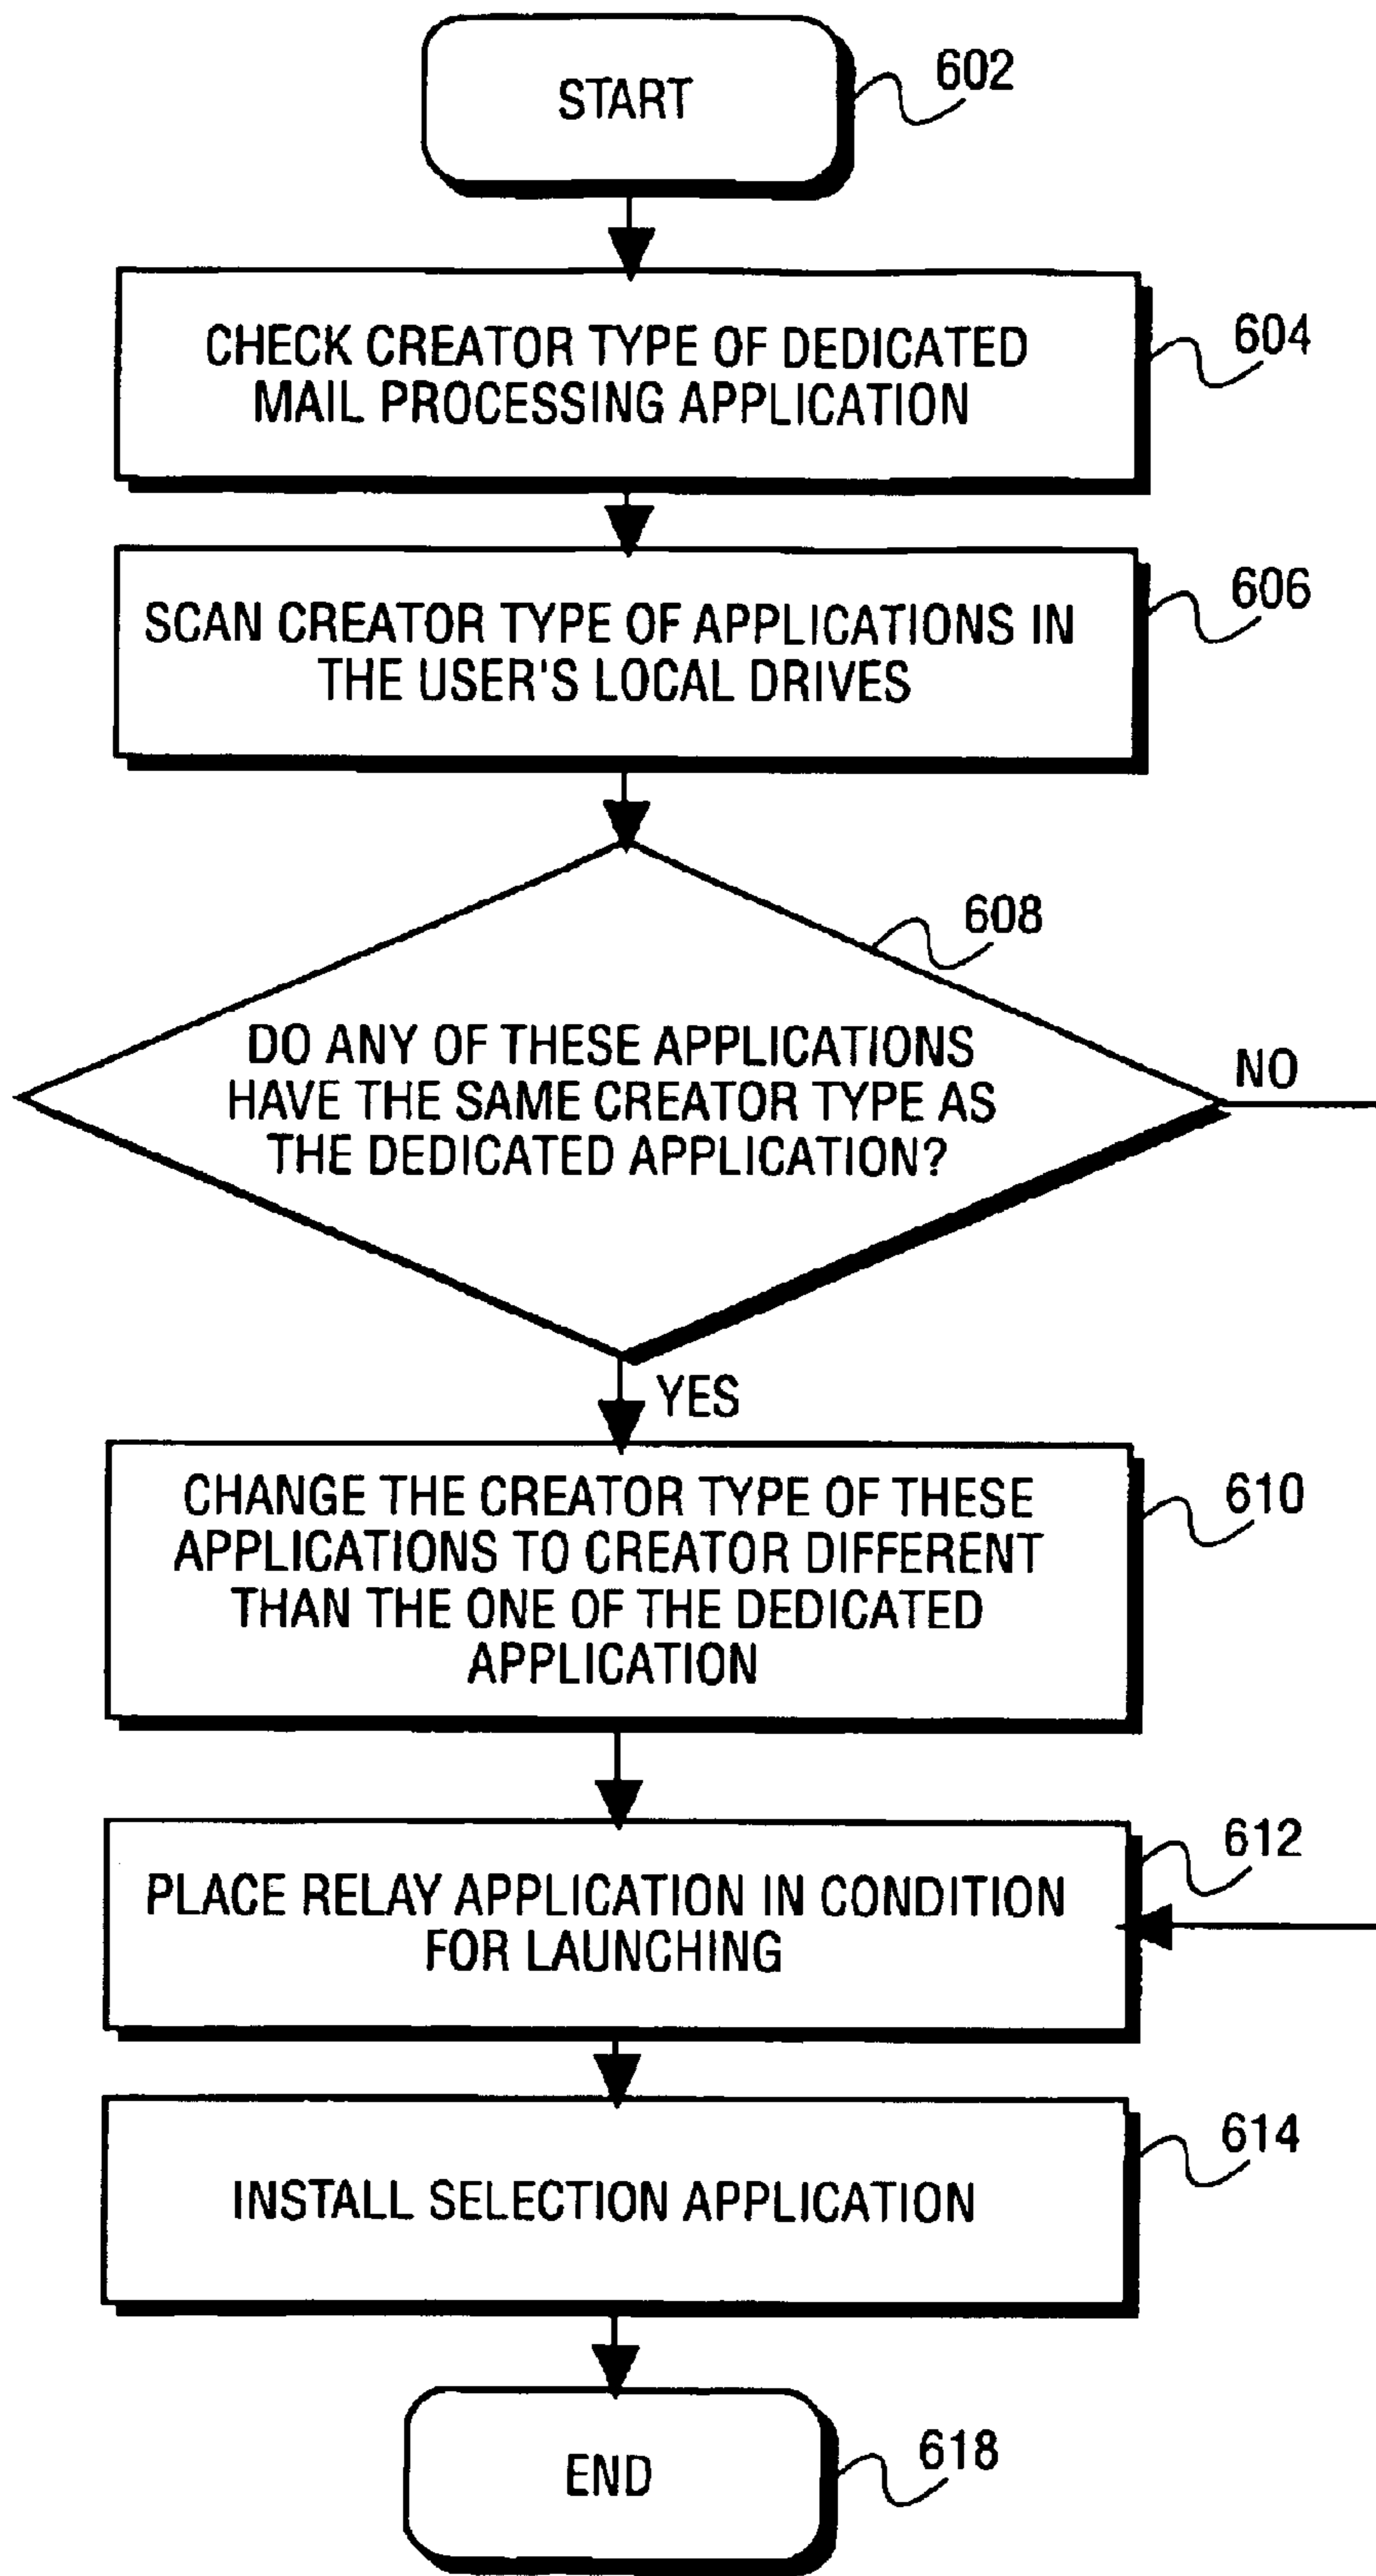 START
602
CHECK CREATOR TYPE OF DEDICATED
MAIL PROCESSING APPLICATION
604
SCAN CREATOR TYPE OF APPLICATIONS IN
THE USER'S LOCAL DRIVES
606
608
DO ANY OF THESE APPLICATIONS
HAVE THE SAME CREATOR TYPE AS
THE DEDICATED APPLICATION?
NO
YES
CHANGE THE CREATOR TYPE OF THESE
APPLICATIONS TO CREATOR DIFFERENT
THAN THE ONE OF THE DEDICATED
APPLICATION
610
PLACE RELAY APPLICATION IN CONDITION
FOR LAUNCHING
612
INSTALL SELECTION APPLICATION
614
END
618